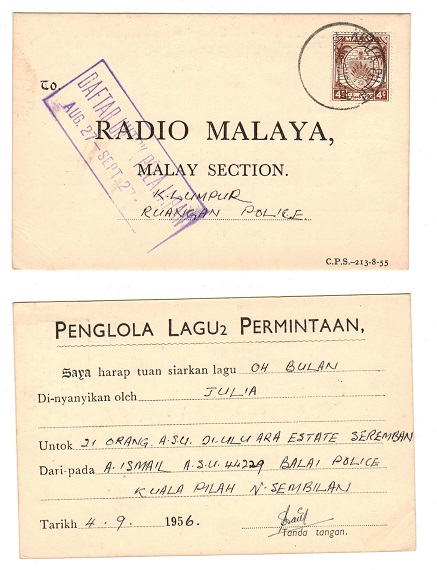 MALAYA
4c 4c
To,
RADIO MALAYA,
MALAY SECTION.
K. LUMPUR
RUANGAN POLICE
DAFTAR
AUG. 27 - SEPT. 27
C.P.S.—213-8-55
PENGLOLA LAGU2 PERMINTAAN,
Saya harap tuan siarkan lagu OH BULAN
Di-nyanyikan oleh JULIA
Untok 21 ORANG A.S.U. DI ULU ARA ESTATE SEREMBAN
Dari-pada A. ISMAIL A.S.U. 44229 BALAI POLICE
KUALA PILAH N. SEMBILAN
Tarikh 4. 9. 1956.
Tanda tangan.